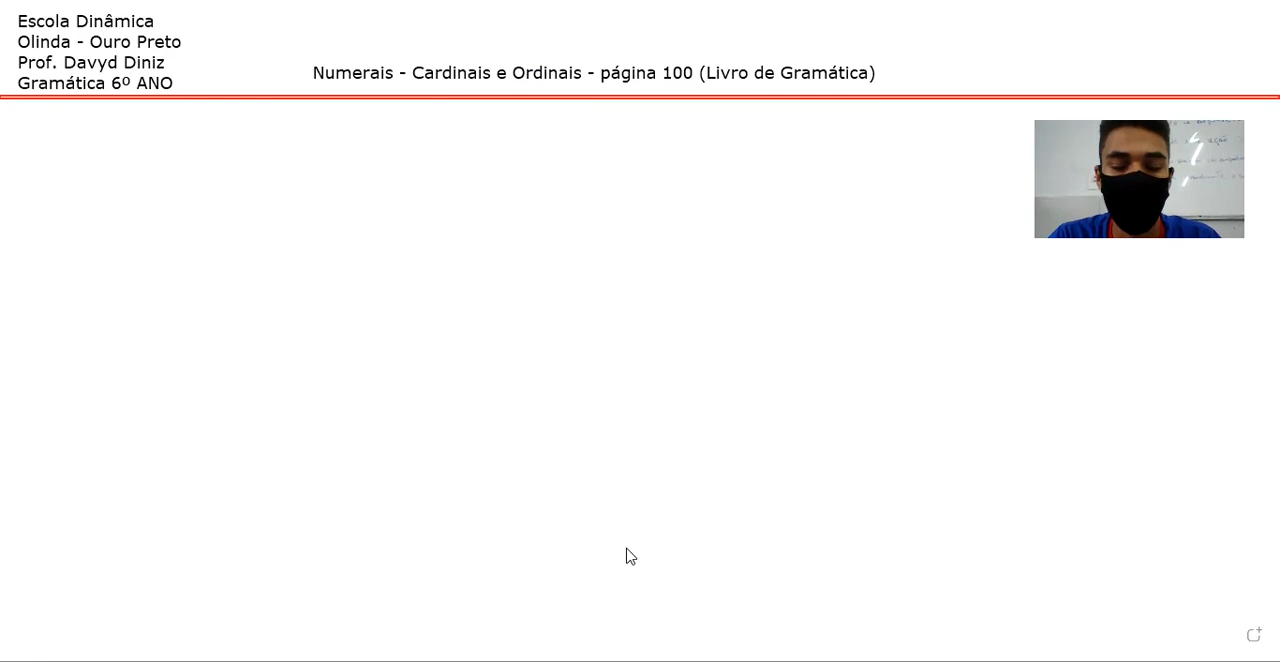 Escola Dinâmica
Olinda - Ouro Preto
Prof. Davyd Diniz
Gramática 6º ANO
Numerais - Cardinais e Ordinais - página 100 (Livro de Gramática)